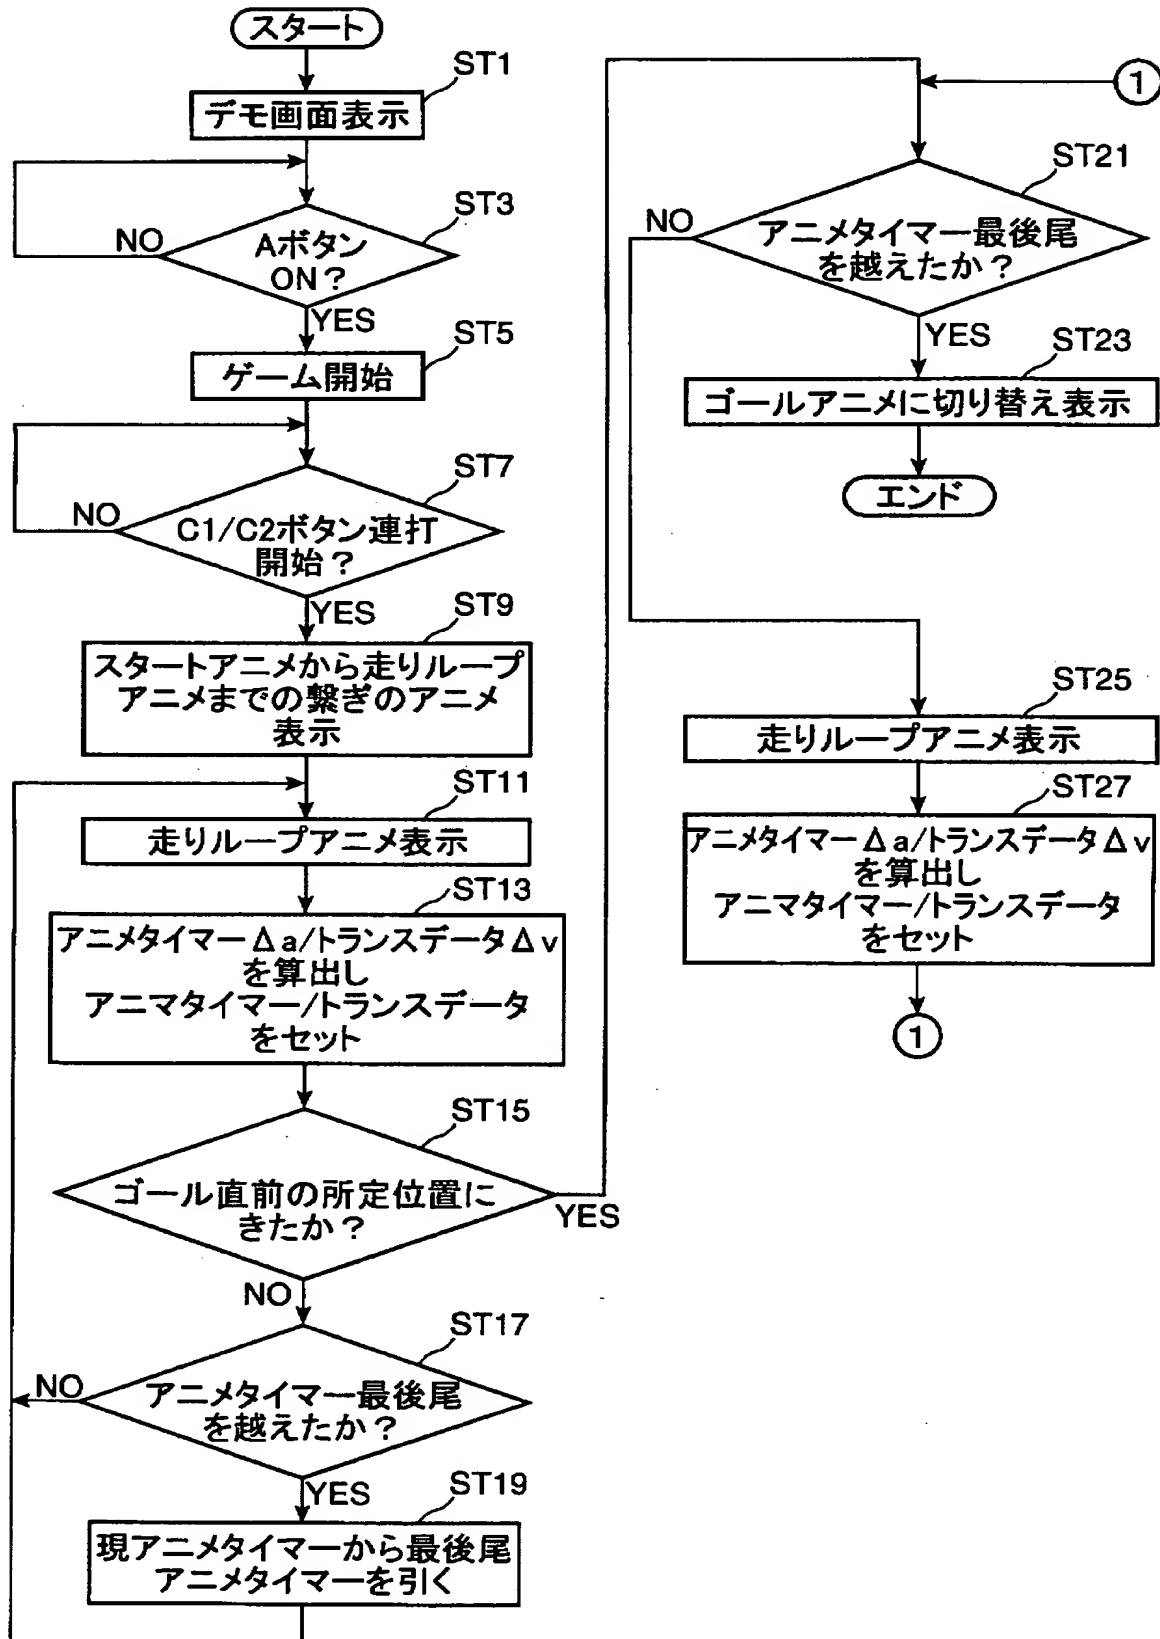 スタート
ST1
デモ画面表示
ST3
Aボタン
ON?
NO
YES
ST5
ゲーム開始
ST7
C1/C2ボタン連打
開始?
NO
YES
ST9
スタートアニメから走りループ
アニメまでの繋ぎのアニメ
表示
ST11
走りループアニメ表示
ST13
アニメタイマーΔa/トランスデータΔv
を算出し
アニマタイマー/トランスデータ
をセット
ST15
ゴール直前の所定位置に
きたか?
YES
NO
ST17
アニメタイマー最後尾
を越えたか?
NO
YES
ST19
現アニメタイマーから最後尾
アニメタイマーを引く
①
ST21
アニメタイマー最後尾
を越えたか?
NO
YES
ST23
ゴールアニメに切り替え表示
エンド
ST25
走りループアニメ表示
ST27
アニメタイマーΔa/トランスデータΔv
を算出し
アニマタイマー/トランスデータ
をセット
①